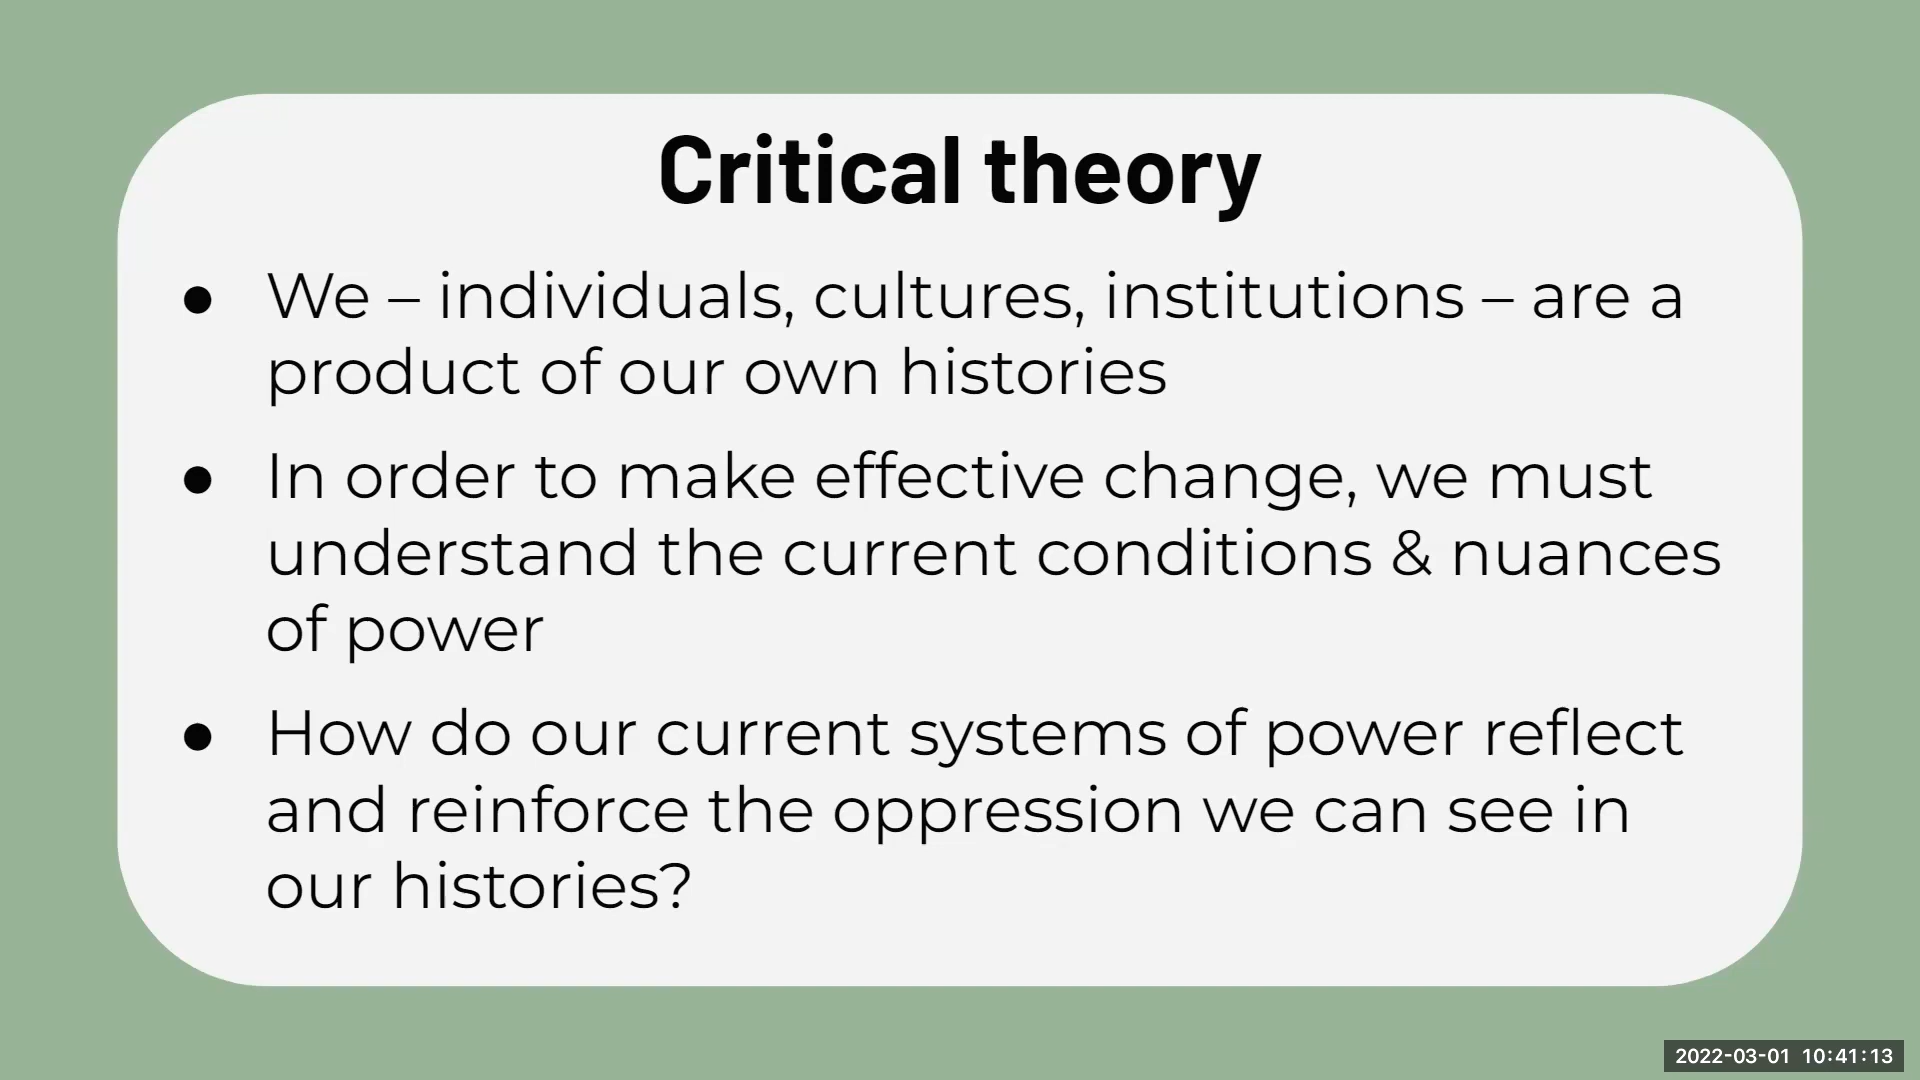 Critical theory
● We – individuals, cultures, institutions – are a
product of our own histories
● In order to make effective change, we must
understand the current conditions & nuances
of power
● How do our current systems of power reflect
and reinforce the oppression we can see in
our histories?
2022-03-01 10:41:13